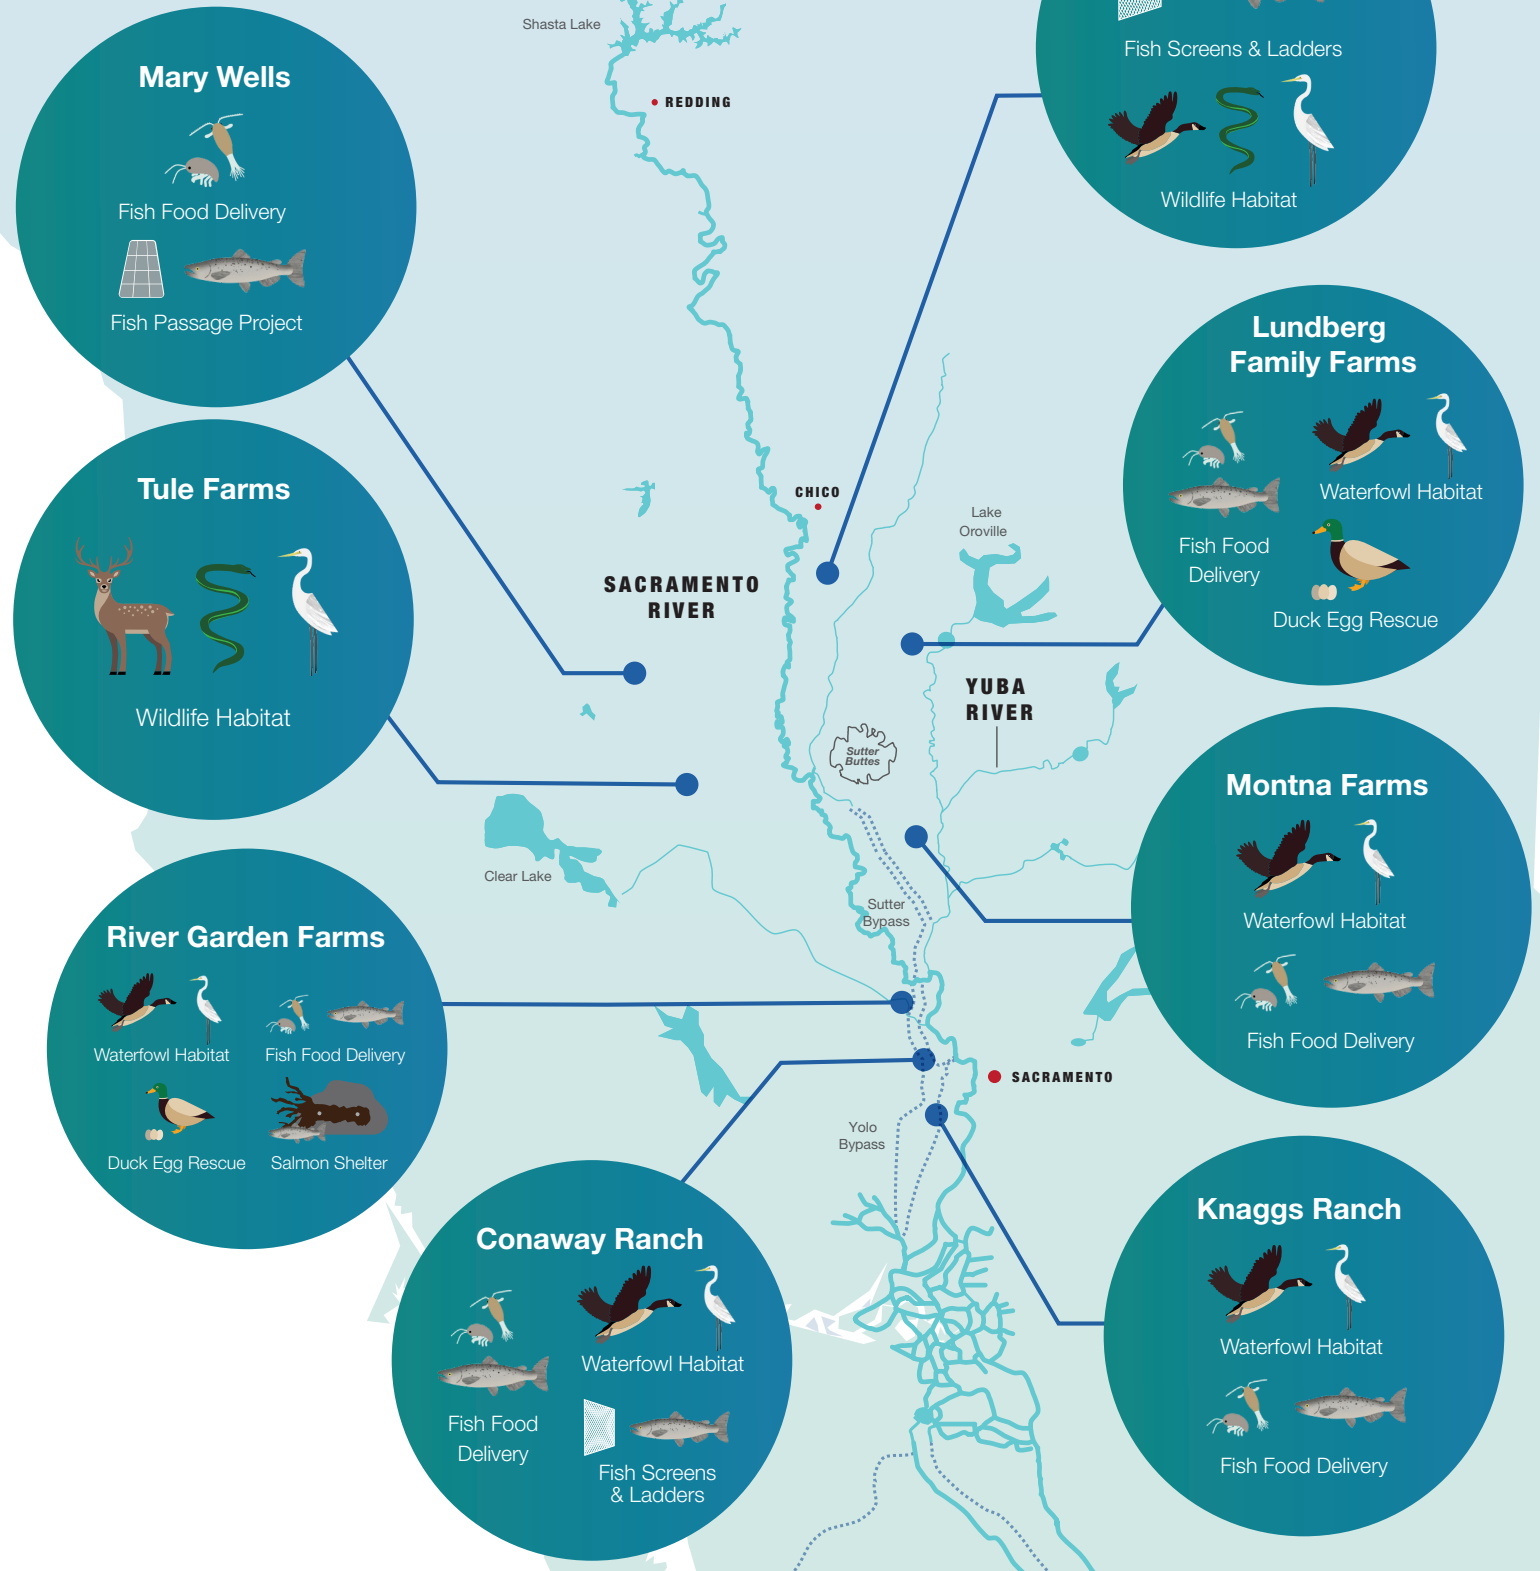 Shasta Lake
REDDING
Fish Screens & Ladders
Wildlife Habitat
Mary Wells
Fish Food Delivery
Fish Passage Project
Lundberg
Family Farms
Waterfowl Habitat
Fish Food
Delivery
Duck Egg Rescue
Tule Farms
Wildlife Habitat
CHICO
Lake
Oroville
SACRAMENTO
RIVER
YUBA
RIVER
Sutter
Buttes
Montna Farms
Waterfowl Habitat
Fish Food Delivery
Clear Lake
Sutter
Bypass
River Garden Farms
Waterfowl Habitat
Fish Food Delivery
Duck Egg Rescue
Salmon Shelter
SACRAMENTO
Yolo
Bypass
Conaway Ranch
Waterfowl Habitat
Fish Food
Delivery
Fish Screens
& Ladders
Knaggs Ranch
Waterfowl Habitat
Fish Food Delivery